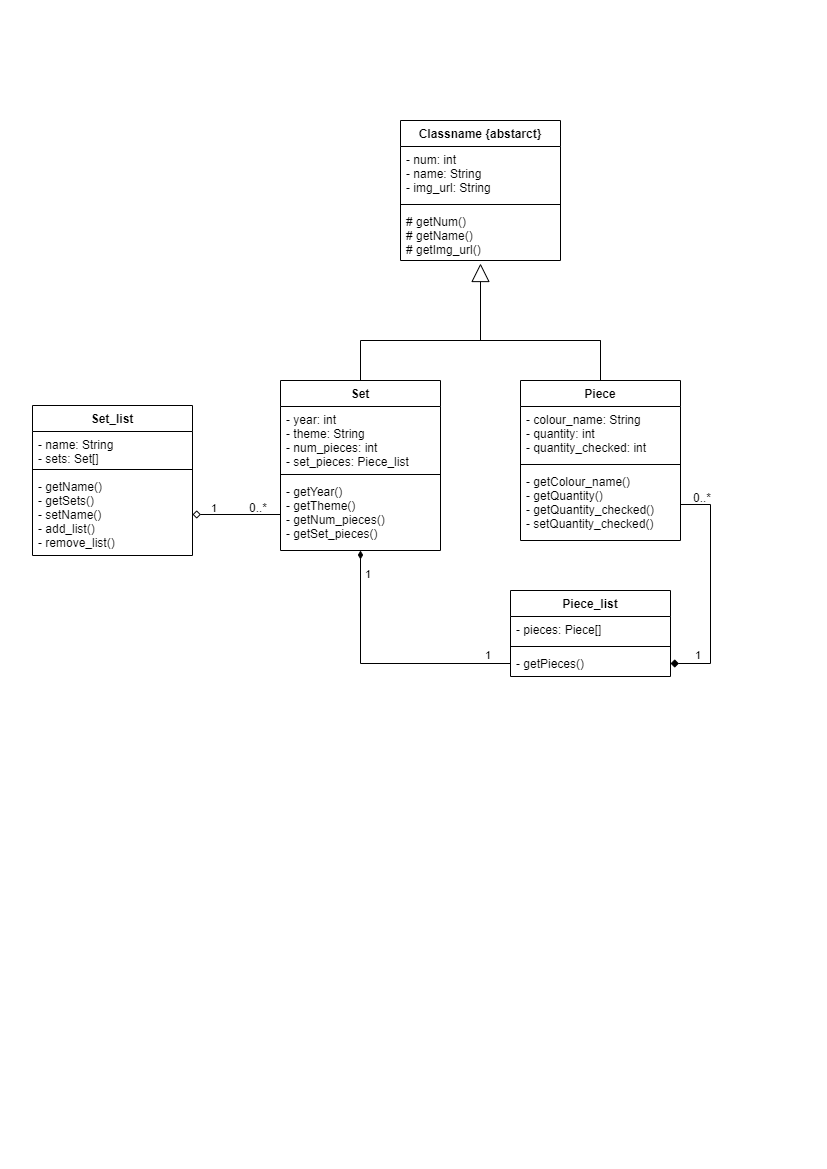 Classname {abstarct}
- num: int
- name: String
- img_url: String
# getNum()
# getName()
# getImg_url()
Set
- year: int
- theme: String
- num_pieces: int
- set_pieces: Piece_list
- getYear()
- getTheme()
- getNum_pieces()
- getSet_pieces()
Piece
- colour_name: String
- quantity: int
- quantity_checked: int
- getColour_name()
- getQuantity()
- getQuantity_checked()
- setQuantity_checked()
Set_list
- name: String
- sets: Set[]
- getName()
- getSets()
- setName()
- add_list()
- remove_list()
1
0..*
0..*
1
Piece_list
- pieces: Piece[]
- getPieces()
1
1